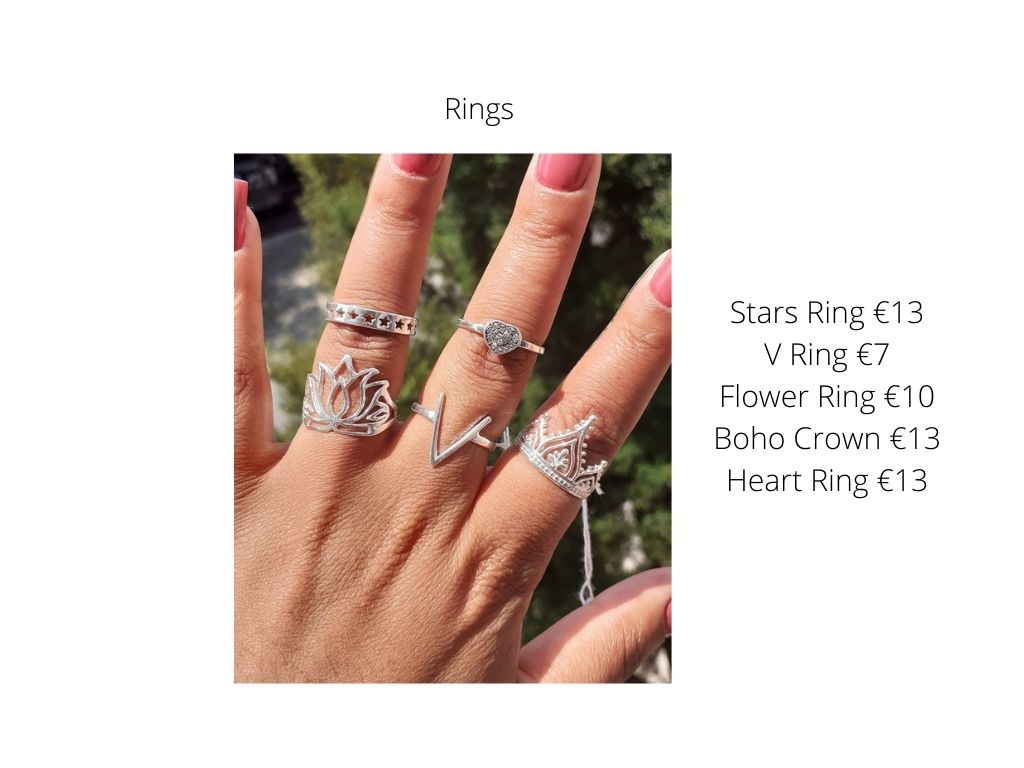 Rings
Stars Ring €13
V Ring €7
Flower Ring €10
Boho Crown €13
Heart Ring €13